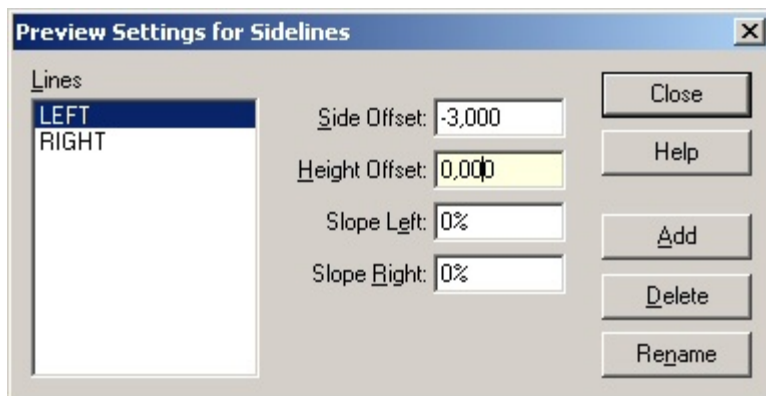 Preview Settings for Sidelines
Lines
LEFT
RIGHT
Side Offset: -3,000
Height Offset: 0,000
Slope Left: 0%
Slope Right: 0%
Close
Help
Add
Delete
Rename